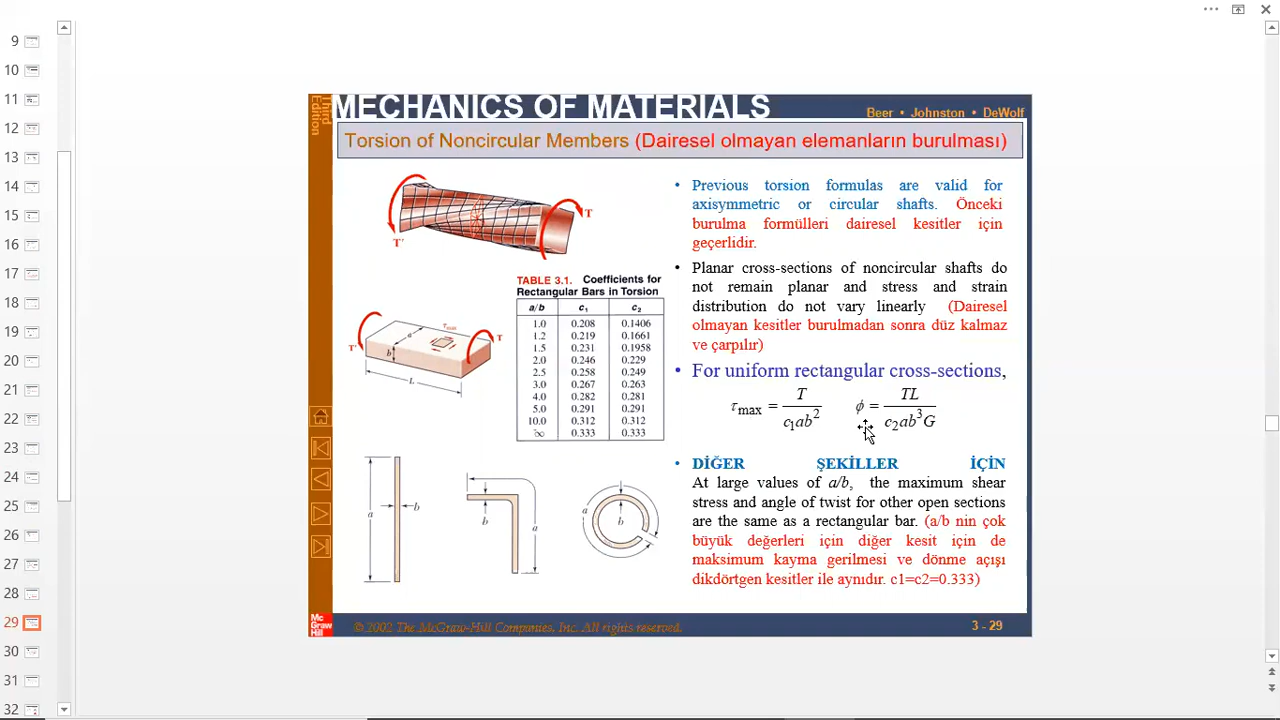 9
10
11
12
13
14
15
16
17
18
19
20
21
22
23
24
25
26
27
28
29
30
31
32
Third
Edition
MECHANICS OF MATERIALS
Beer • Johnston • DeWolf
Torsion of Noncircular Members (Dairesel olmayan elemanların burulması)
T'
T
• Previous torsion formulas are valid for
axisymmetric or circular shafts. Önceki
burulma formülleri dairesel kesitler için
geçerlidir.
• Planar cross-sections of noncircular shafts do
not remain planar and stress and strain
distribution do not vary linearly (Dairesel
olmayan kesitler burulmadan sonra düz kalmaz
ve çarpılır)
• For uniform rectangular cross-sections,
τmax = T / c1ab² φ = TL / c2ab³G
• DİĞER ŞEKİLLER İÇİN
At large values of a/b, the maximum shear
stress and angle of twist for other open sections
are the same as a rectangular bar. (a/b nin çok
büyük değerleri için diğer kesit için de
maksimum kayma gerilmesi ve dönme açışı
dikdörtgen kesitler ile aynıdır. c1=c2=0.333)
TABLE 3.1. Coefficients for
Rectangular Bars in Torsion
a/b c1 c2
1.0 0.208 0.1406
1.2 0.219 0.1661
1.5 0.231 0.1958
2.0 0.246 0.229
2.5 0.258 0.249
3.0 0.267 0.263
4.0 0.282 0.281
5.0 0.291 0.291
10.0 0.312 0.312
∞ 0.333 0.333
T'
a
b
τmax
T
L
a
b
b
a
a
b
Mc
Graw
Hill
© 2002 The McGraw-Hill Companies, Inc. All rights reserved.
3 - 29